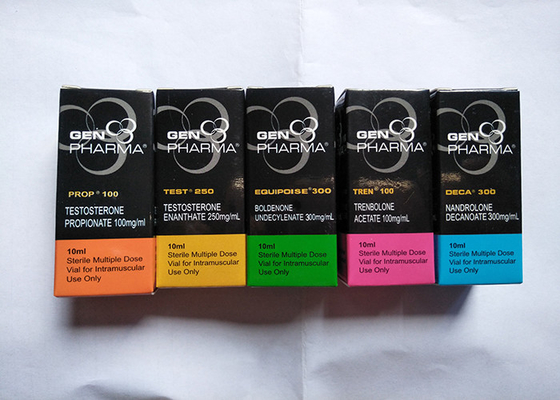 GEN
PHARMA®
PROP® 100
TESTOSTERONE
PROPIONATE 100mg/ml
10ml
Sterile Multiple Dose
Vial for Intramuscular
Use Only
GEN
PHARMA®
TEST® 250
TESTOSTERONE
ENANTHATE 250mg/mL
10ml
Sterile Multiple Dose
Vial for Intramuscular
Use Only
GEN
PHARMA®
EQUIPOISE® 300
BOLDENONE
UNDECYLENATE 300mg/mL
10ml
Sterile Multiple Dose
Vial for Intramuscular
Use Only
GEN
PHARMA®
TREN® 100
TRENBOLONE
ACETATE 100mg/mL
10ml
Sterile Multiple Dose
Vial for Intramuscular
Use Only
GEN
PHARMA®
DECA® 300
NANDROLONE
DECANOATE 300mg/mL
10ml
Sterile Multiple Dose
Vial for Intramuscular
Use Only